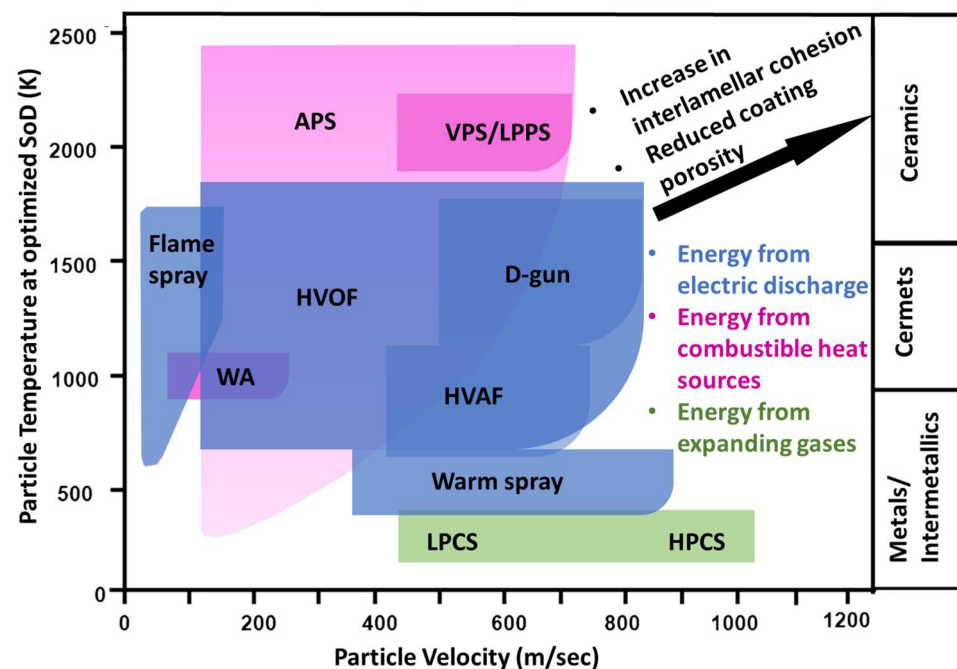 Particle Temperature at optimized SoD (K)
2500
2000
1500
1000
500
0
APS
VPS/LPPS
Flame
spray
HVOF
D-gun
WA
HVAF
Warm spray
LPCS
HPCS
• Increase in
interlamellar cohesion
• Reduced coating
porosity
• Energy from
electric discharge
• Energy from
combustible heat
sources
• Energy from
expanding gases
Ceramics
Cermets
Metals/
Intermetallics
0
200
400
600
800
1000
1200
Particle Velocity (m/sec)